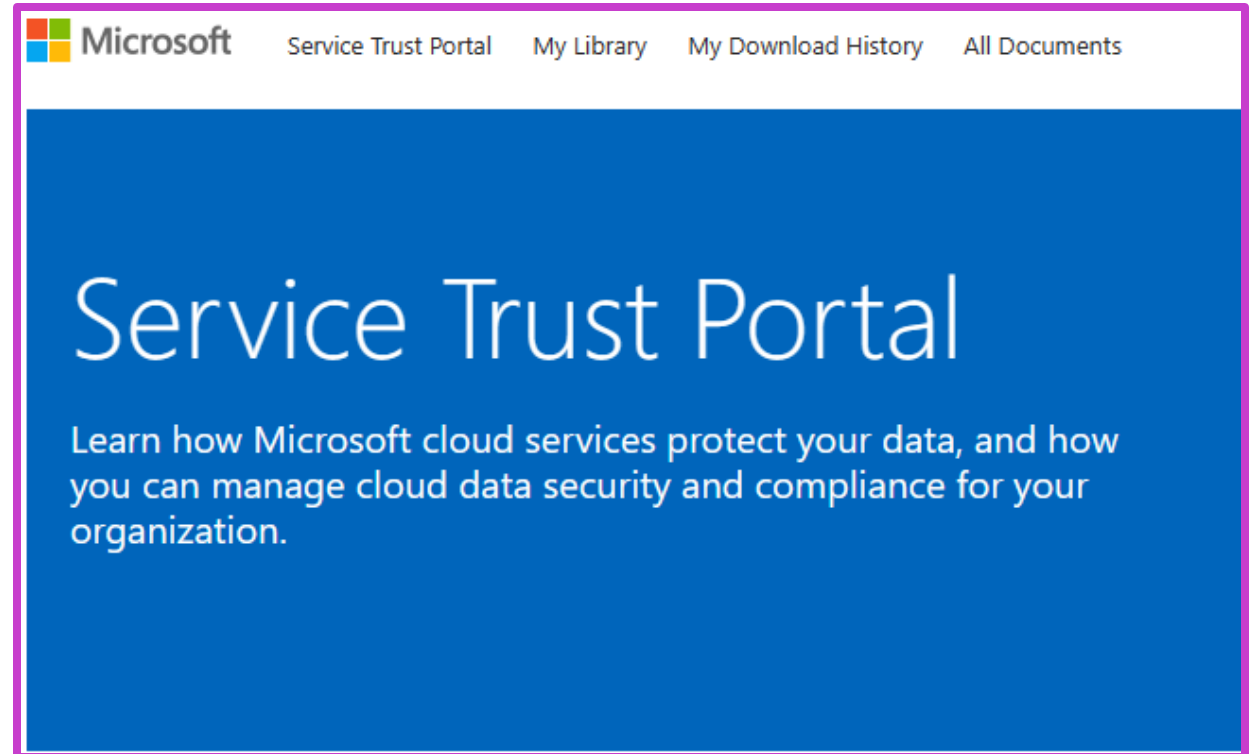 Microsoft Service Trust Portal My Library My Download History All Documents
Service Trust Portal
Learn how Microsoft cloud services protect your data, and how
you can manage cloud data security and compliance for your
organization.